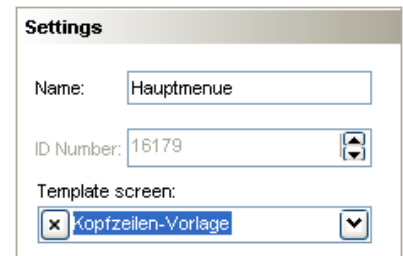 Settings
Name: Hauptmenue
ID Number: 16179
Template screen:
Kopfzeilen-Vorlage